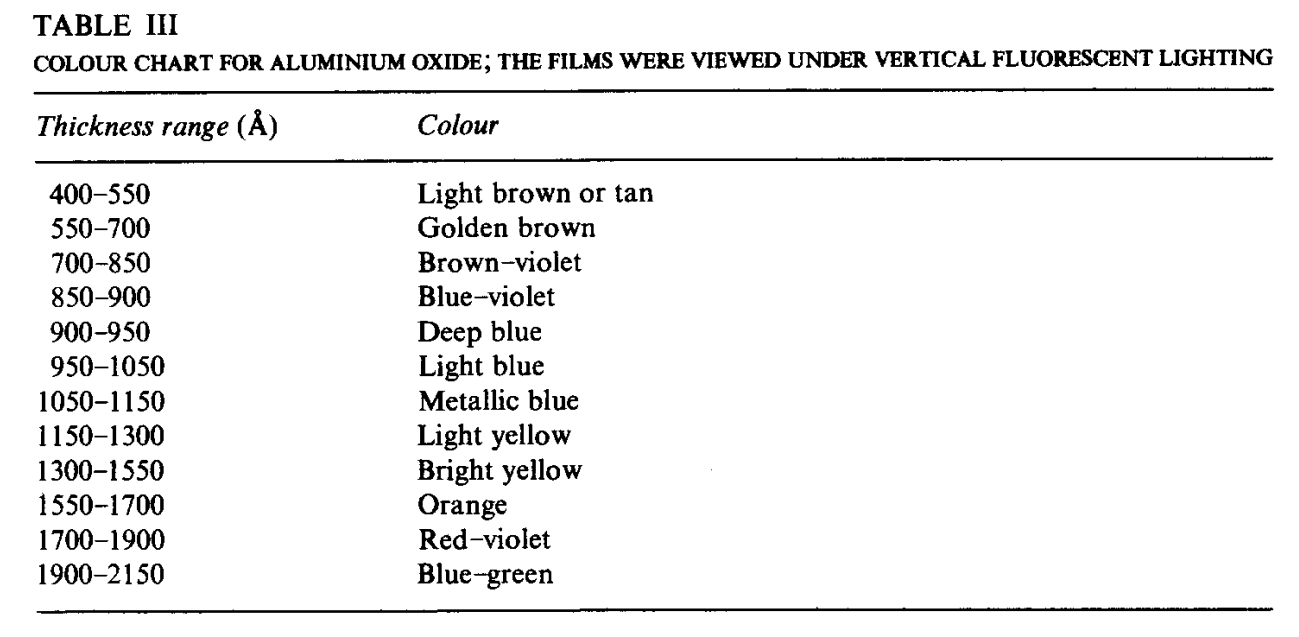 TABLE III
COLOUR CHART FOR ALUMINIUM OXIDE; THE FILMS WERE VIEWED UNDER VERTICAL FLUORESCENT LIGHTING
Thickness range (Å) Colour
400–550 Light brown or tan
550–700 Golden brown
700–850 Brown–violet
850–900 Blue–violet
900–950 Deep blue
950–1050 Light blue
1050–1150 Metallic blue
1150–1300 Light yellow
1300–1550 Bright yellow
1550–1700 Orange
1700–1900 Red–violet
1900–2150 Blue–green